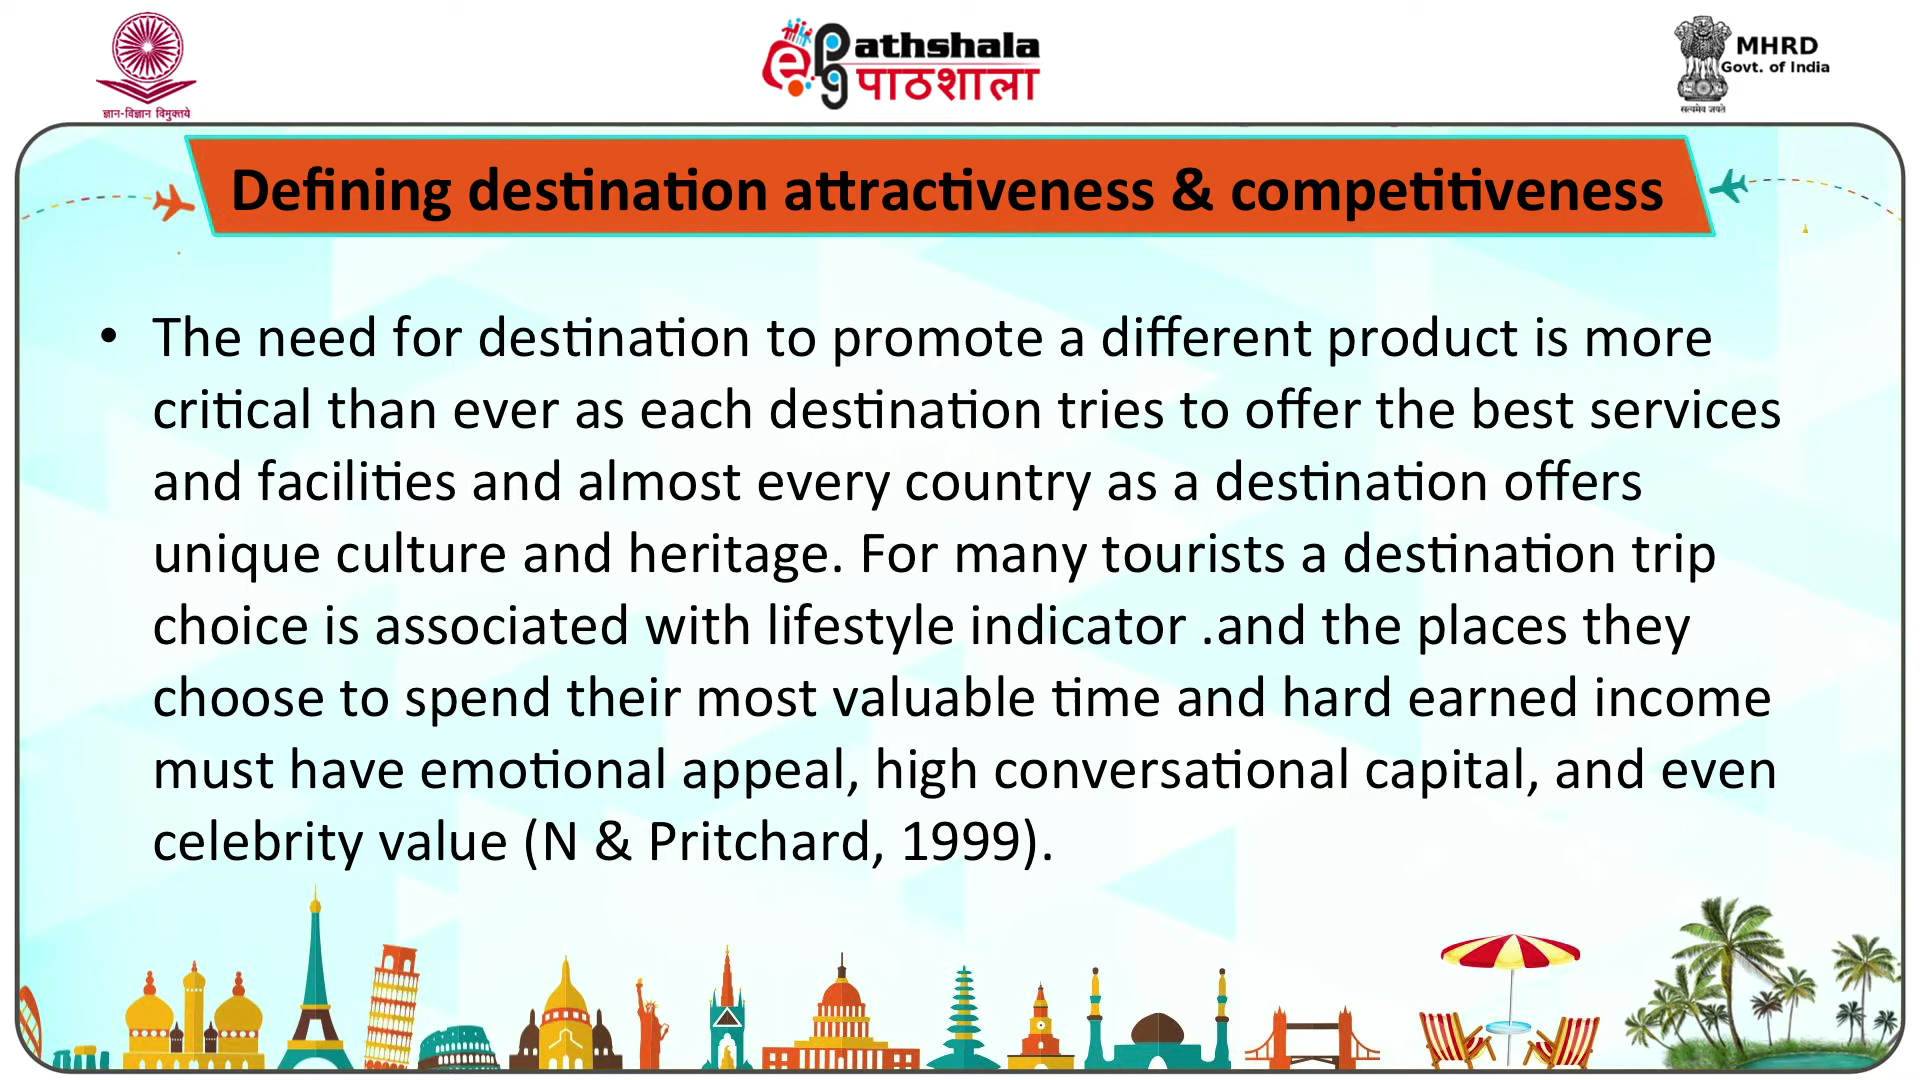 ज्ञान-विज्ञान विमुक्तये
ePG Pathshala
पाठशाला
MHRD
Govt. of India
सत्यमेव जयते
Defining destination attractiveness & competitiveness
• The need for destination to promote a different product is more
critical than ever as each destination tries to offer the best services
and facilities and almost every country as a destination offers
unique culture and heritage. For many tourists a destination trip
choice is associated with lifestyle indicator .and the places they
choose to spend their most valuable time and hard earned income
must have emotional appeal, high conversational capital, and even
celebrity value (N & Pritchard, 1999).